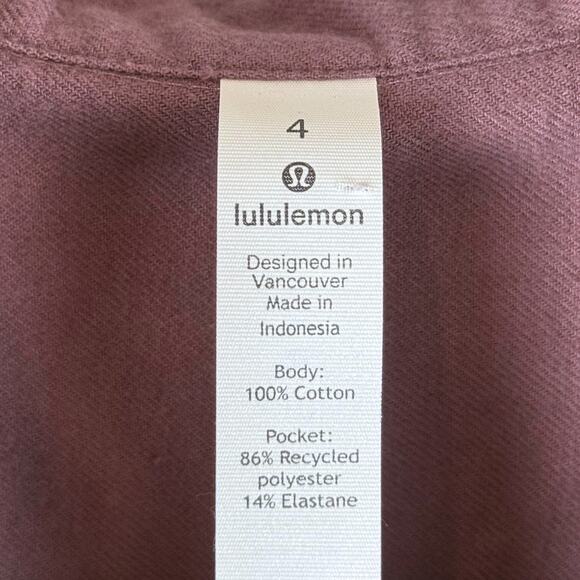 4
lululemon
Designed in
Vancouver
Made in
Indonesia
Body:
100% Cotton
Pocket:
86% Recycled
polyester
14% Elastane